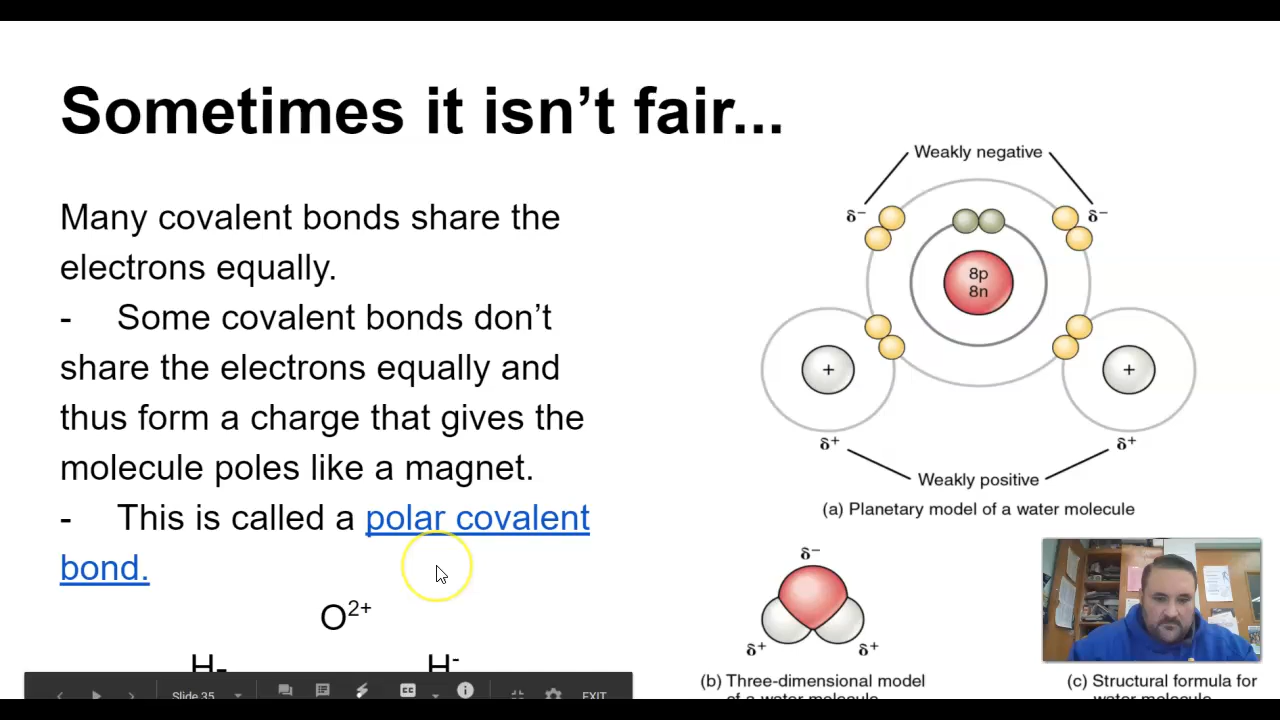 Sometimes it isn't fair...
Many covalent bonds share the
electrons equally.
- Some covalent bonds don't
share the electrons equally and
thus form a charge that gives the
molecule poles like a magnet.
- This is called a polar covalent
bond.
O²⁺
H- H⁻
Weakly negative
δ⁻ δ⁻
8p
8n
+ +
δ⁺ δ⁺
Weakly positive
(a) Planetary model of a water molecule
δ⁻
δ⁺ δ⁺
(b) Three-dimensional model
of a water molecule
(c) Structural formula for
water molecule
Slide 35
CC
EXIT